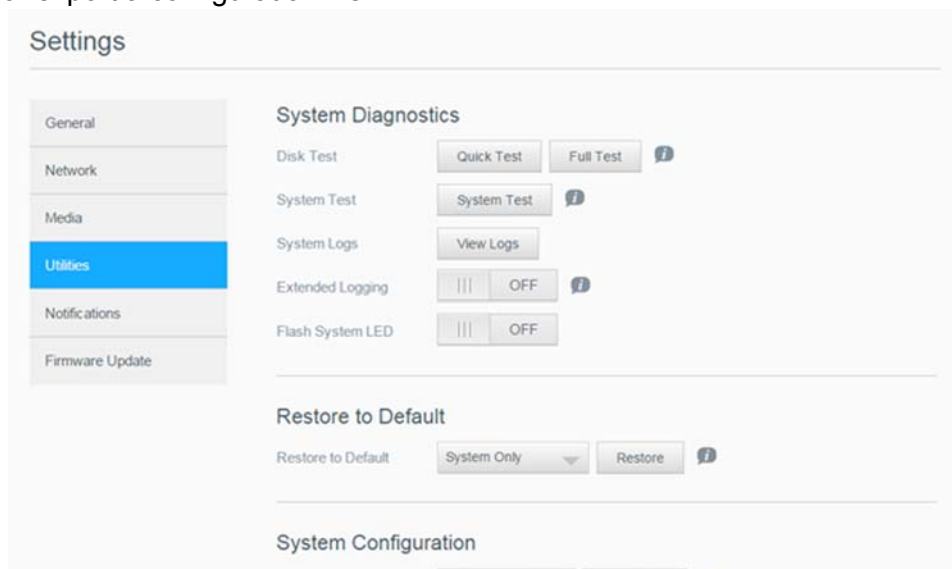 Settings
General
Network
Media
Utilities
Notifications
Firmware Update
System Diagnostics
Disk Test Quick Test Full Test
System Test System Test
System Logs View Logs
Extended Logging OFF
Flash System LED OFF
Restore to Default
Restore to Default System Only Restore
System Configuration